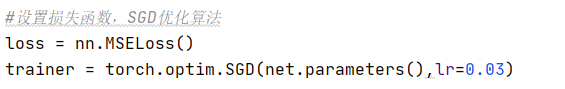 #设置损失函数，SGD优化算法
loss = nn.MSELoss()
trainer = torch.optim.SGD(net.parameters(),lr=0.03)